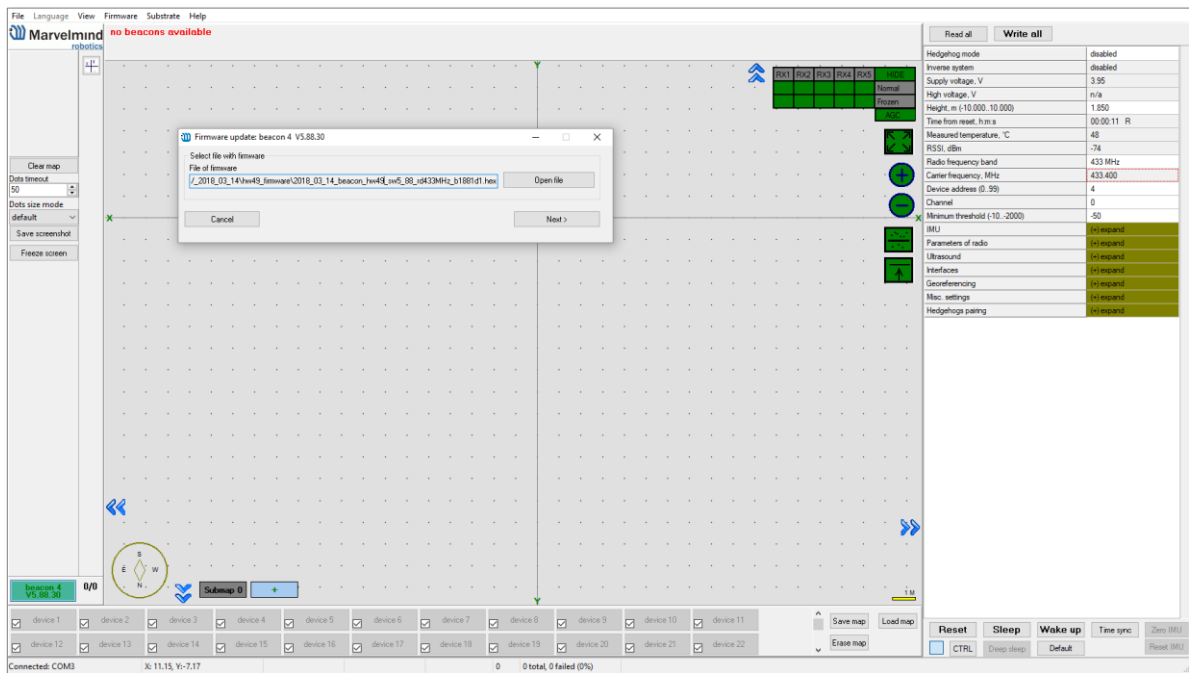 File Language View Firmware Substrate Help
Marvelmind
robotics
no beacons available
Read all Write all
RX1 RX2 RX3 RX4 RX5 HIDE
Normal
Frozen
AGC
Firmware update: beacon 4 V5.88.30
Select file with firmware
File of firmware
/_2018_03_14\hw49_firmware\2018_03_14_beacon_hw49_sw5_88_rd433MHz_b1881d1.hex Open file
Cancel Next >
Clear map
Dots timeout
50
Dots size mode
default
Save screenshot
Freeze screen
X X
Y
Y
Hedgehog mode disabled
Inverse system disabled
Supply voltage, V 3.95
High voltage, V n/a
Height, m (-10.000..10.000) 1.850
Time from reset, h:m:s 00:00:11 R
Measured temperature, °C 48
RSSI, dBm -74
Radio frequency band 433 MHz
Carrier frequency, MHz 433.400
Device address (0..99) 4
Channel 0
Minimum threshold (-10..-2000) -50
IMU (+) expand
Parameters of radio (+) expand
Ultrasound (+) expand
Interfaces (+) expand
Georeferencing (+) expand
Misc. settings (+) expand
Hedgehogs pairing (+) expand
S
É W
N
beacon 4
V5.88.30
0/0
Submap 0 +
1 M
device 1 device 2 device 3 device 4 device 5 device 6 device 7 device 8 device 9 device 10 device 11
device 12 device 13 device 14 device 15 device 16 device 17 device 18 device 19 device 20 device 21 device 22
Save map Load map
Erase map
Reset Sleep Wake up Time sync Zero IMU
CTRL Deep sleep Default Reset IMU
Connected: COM3 X: 11.15, Y:-7.17 0 0 total, 0 failed (0%)